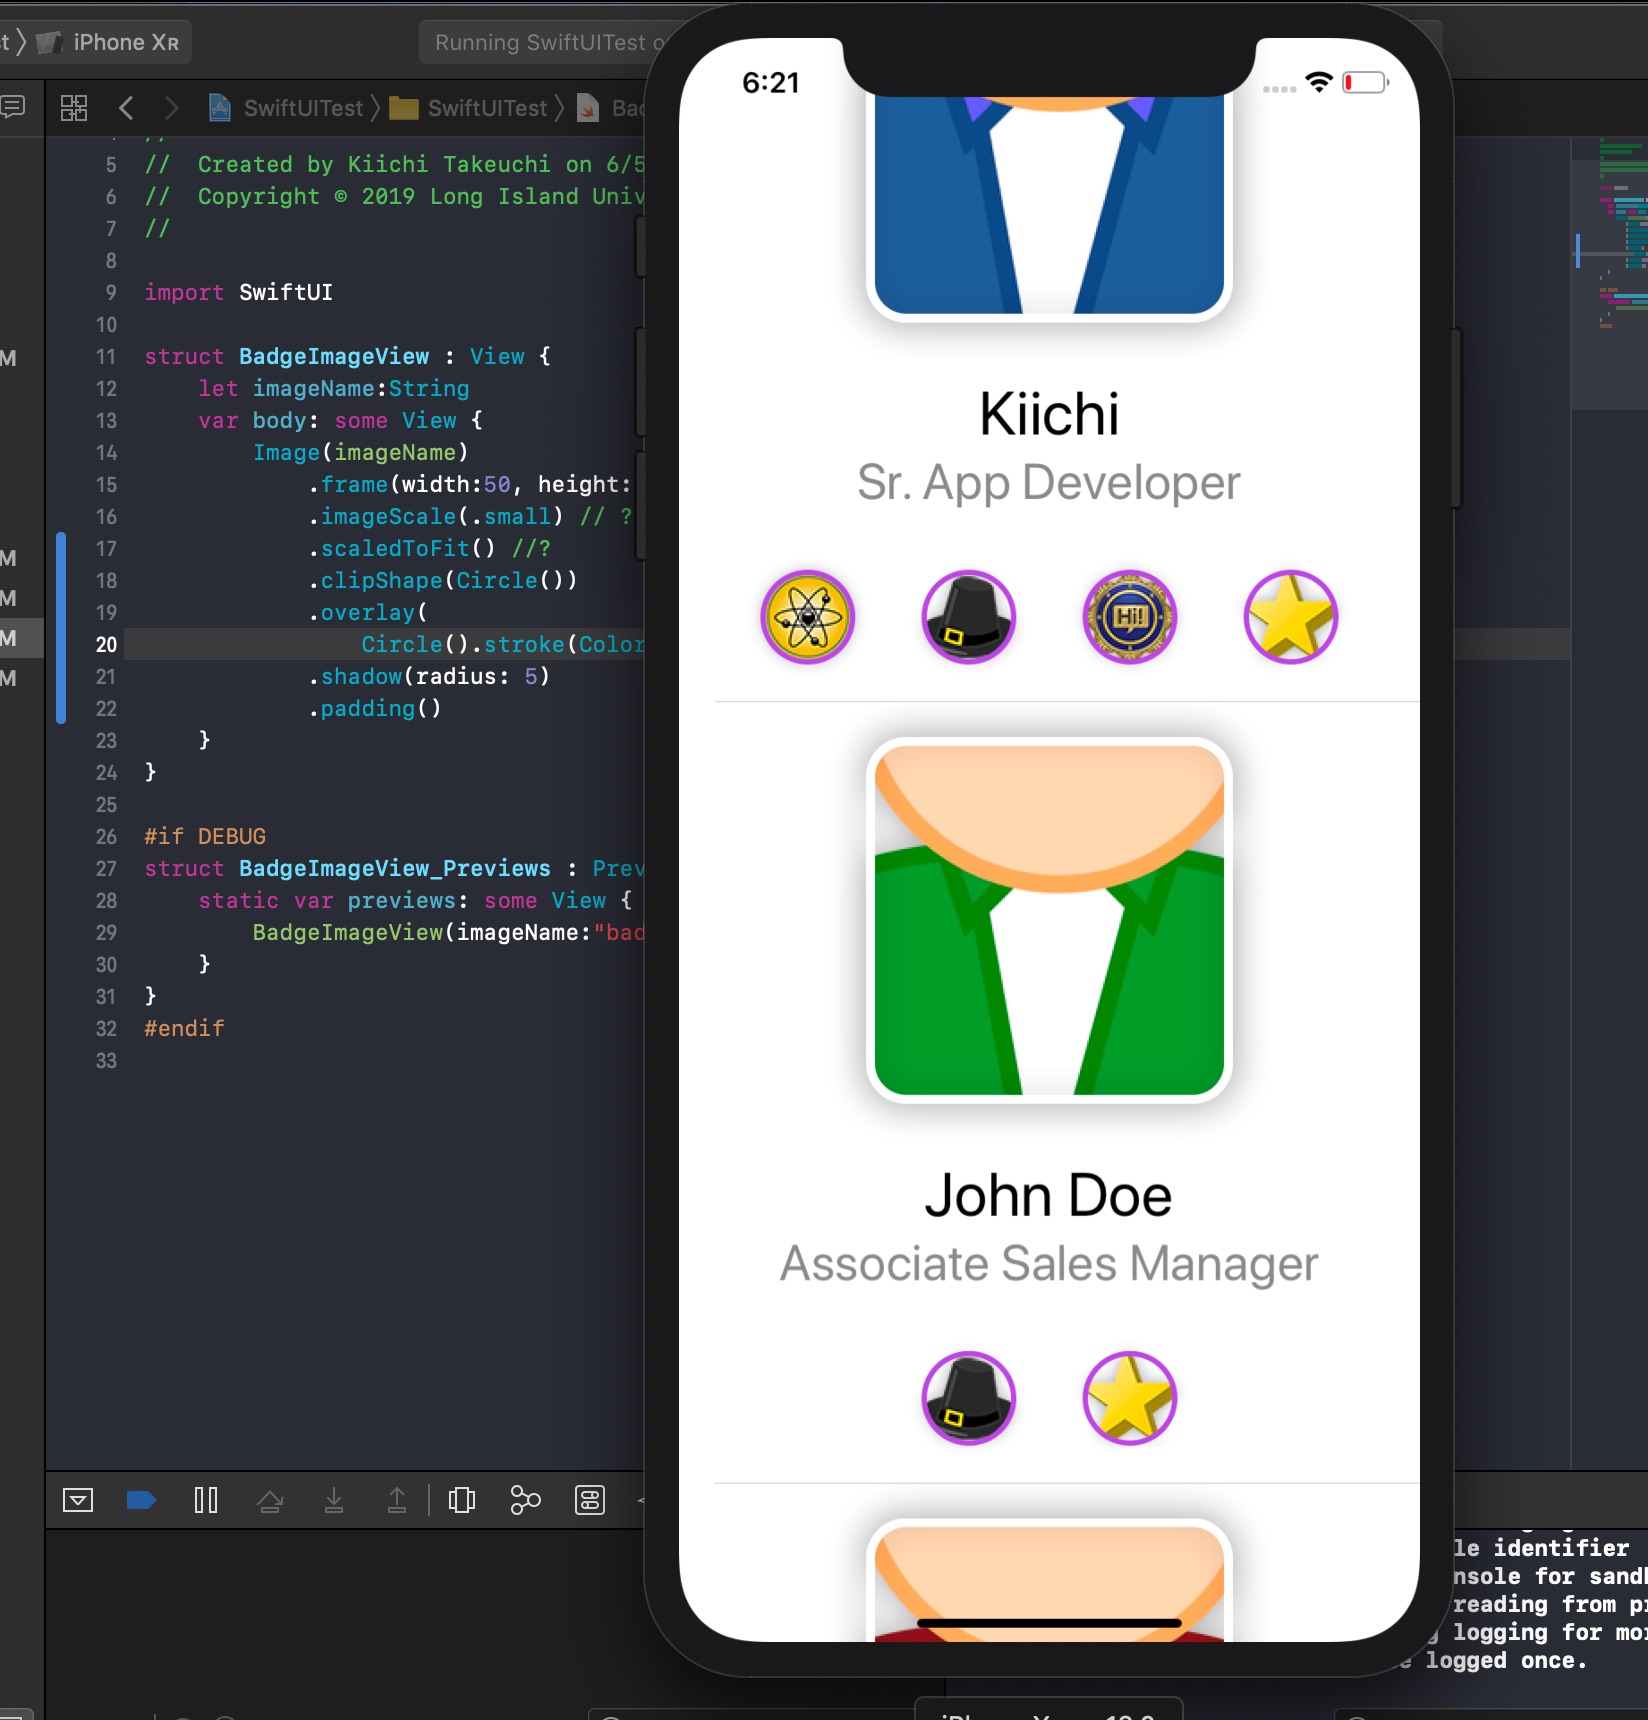 iPhone XR
Running SwiftUITest
SwiftUITest
SwiftUITest
5 // Created by Kiichi Takeuchi on 6/5
6 // Copyright © 2019 Long Island Univ
7 //
8
9 import SwiftUI
10
11 struct BadgeImageView : View {
12 let imageName:String
13 var body: some View {
14 Image(imageName)
15 .frame(width:50, height:
16 .imageScale(.small) // ?
17 .scaledToFit() //?
18 .clipShape(Circle())
19 .overlay(
20 Circle().stroke(Color
21 .shadow(radius: 5)
22 .padding()
23 }
24 }
25
26 #if DEBUG
27 struct BadgeImageView_Previews : Prev
28 static var previews: some View {
29 BadgeImageView(imageName:"bad
30 }
31 }
32 #endif
33
M
M
M
M
M
6:21
Kiichi
Sr. App Developer
Hi!
John Doe
Associate Sales Manager
le identifier
nsole for sand
reading from p
logging for mo
logged once.